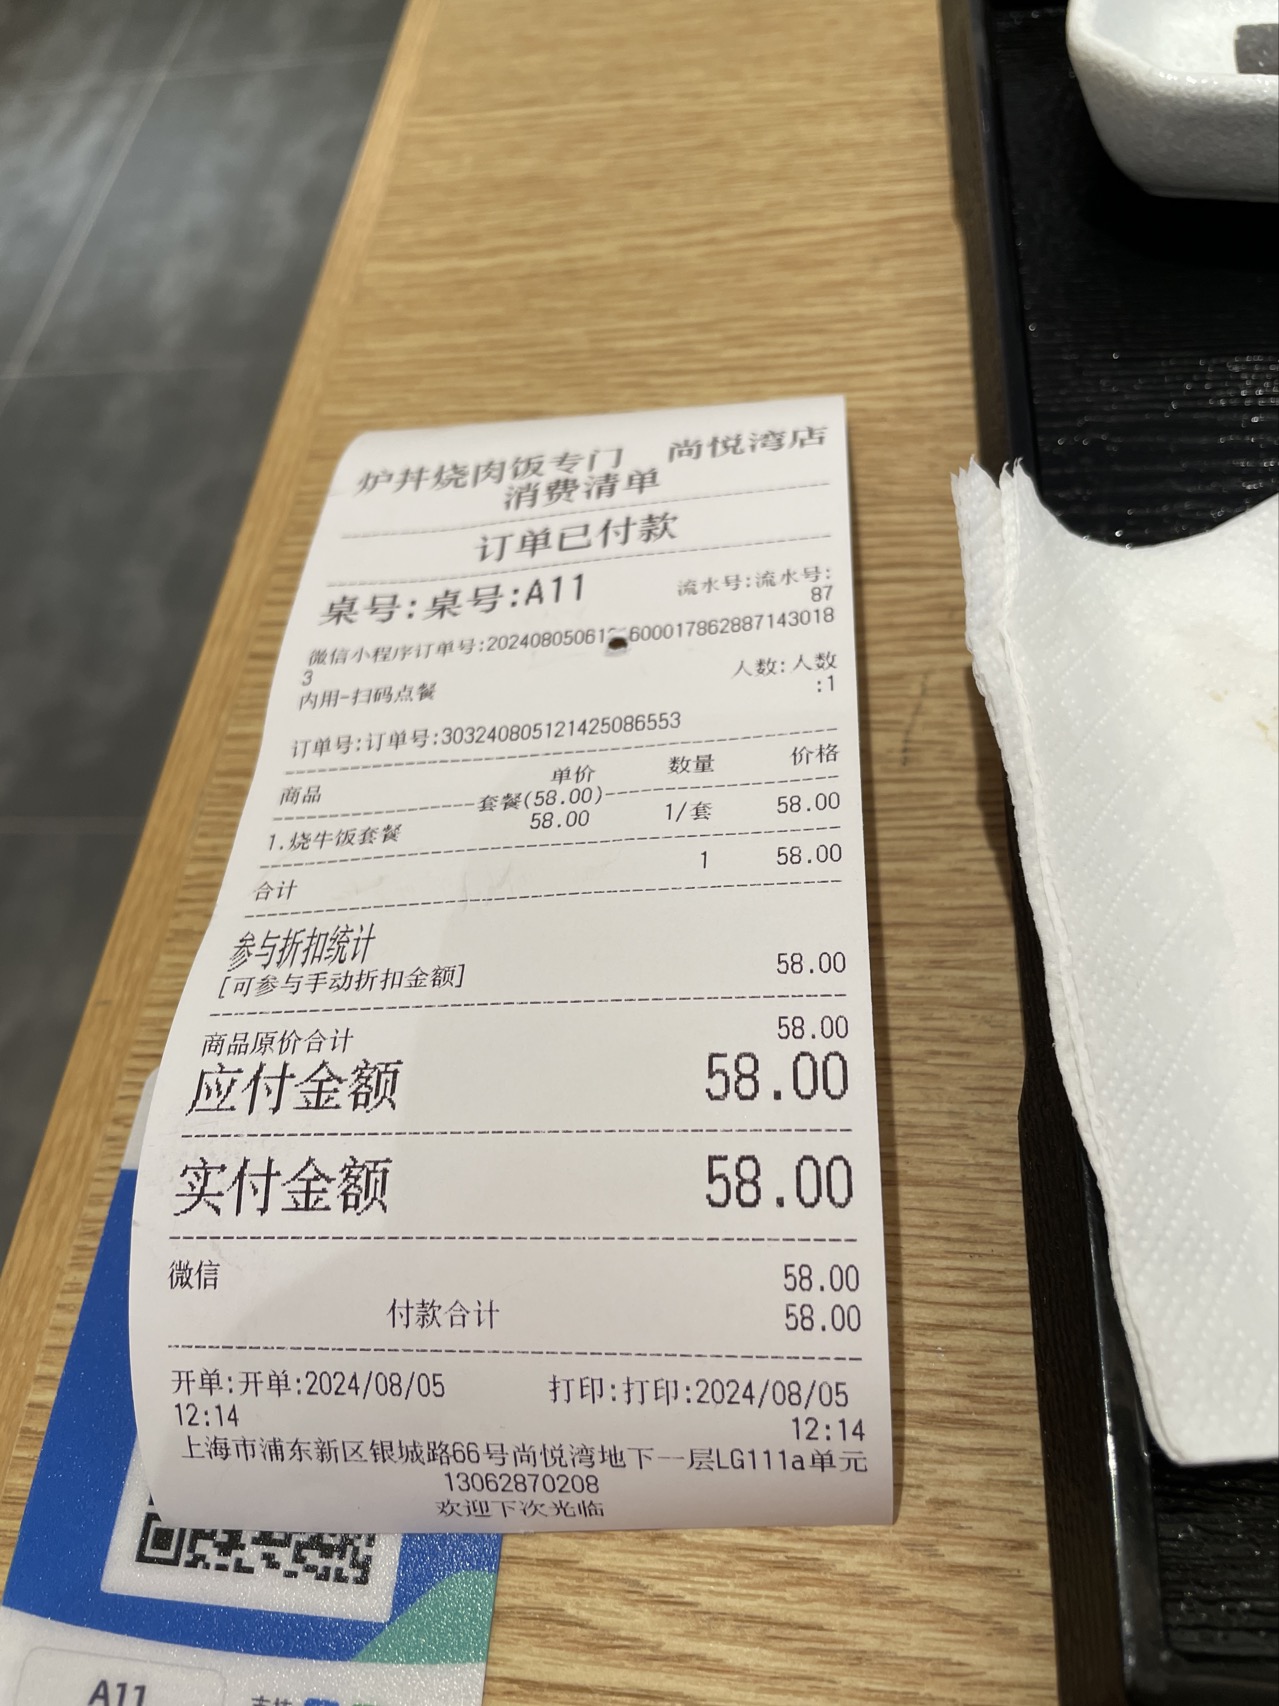 炉丼烧肉饭专门 尚悦湾店
消费清单
订单已付款
桌号:桌号:A11 流水号:流水号:
87
微信小程序订单号:202408050612 600017862887143018
3
内用-扫码点餐 人数:人数
:1
订单号:订单号:303240805121425086553
商品 单价 数量 价格
套餐(58.00)
1.烧牛饭套餐 58.00 1/套 58.00
合计 1 58.00
参与折扣统计
[可参与手动折扣金额] 58.00
商品原价合计 58.00
应付金额 58.00
实付金额 58.00
微信 58.00
付款合计 58.00
开单:开单:2024/08/05 打印:打印:2024/08/05
12:14 12:14
上海市浦东新区银城路66号尚悦湾地下一层LG111a单元
13062870208
欢迎下次光临
A11